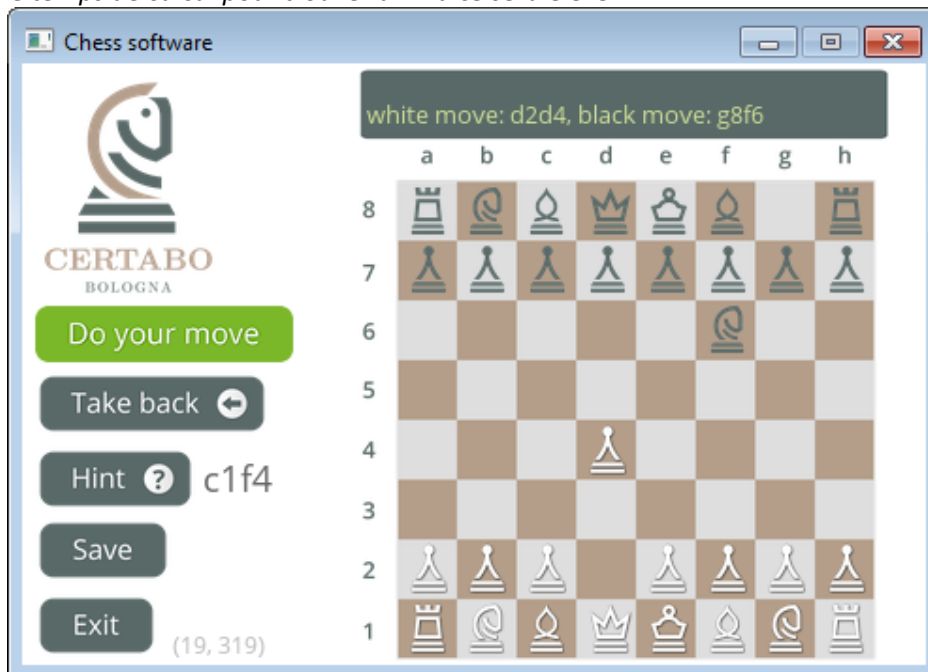 Chess software
CERTABO
BOLOGNA
Do your move
Take back
Hint ? c1f4
Save
Exit
(19, 319)
white move: d2d4, black move: g8f6
a b c d e f g h
8
7
6
5
4
3
2
1